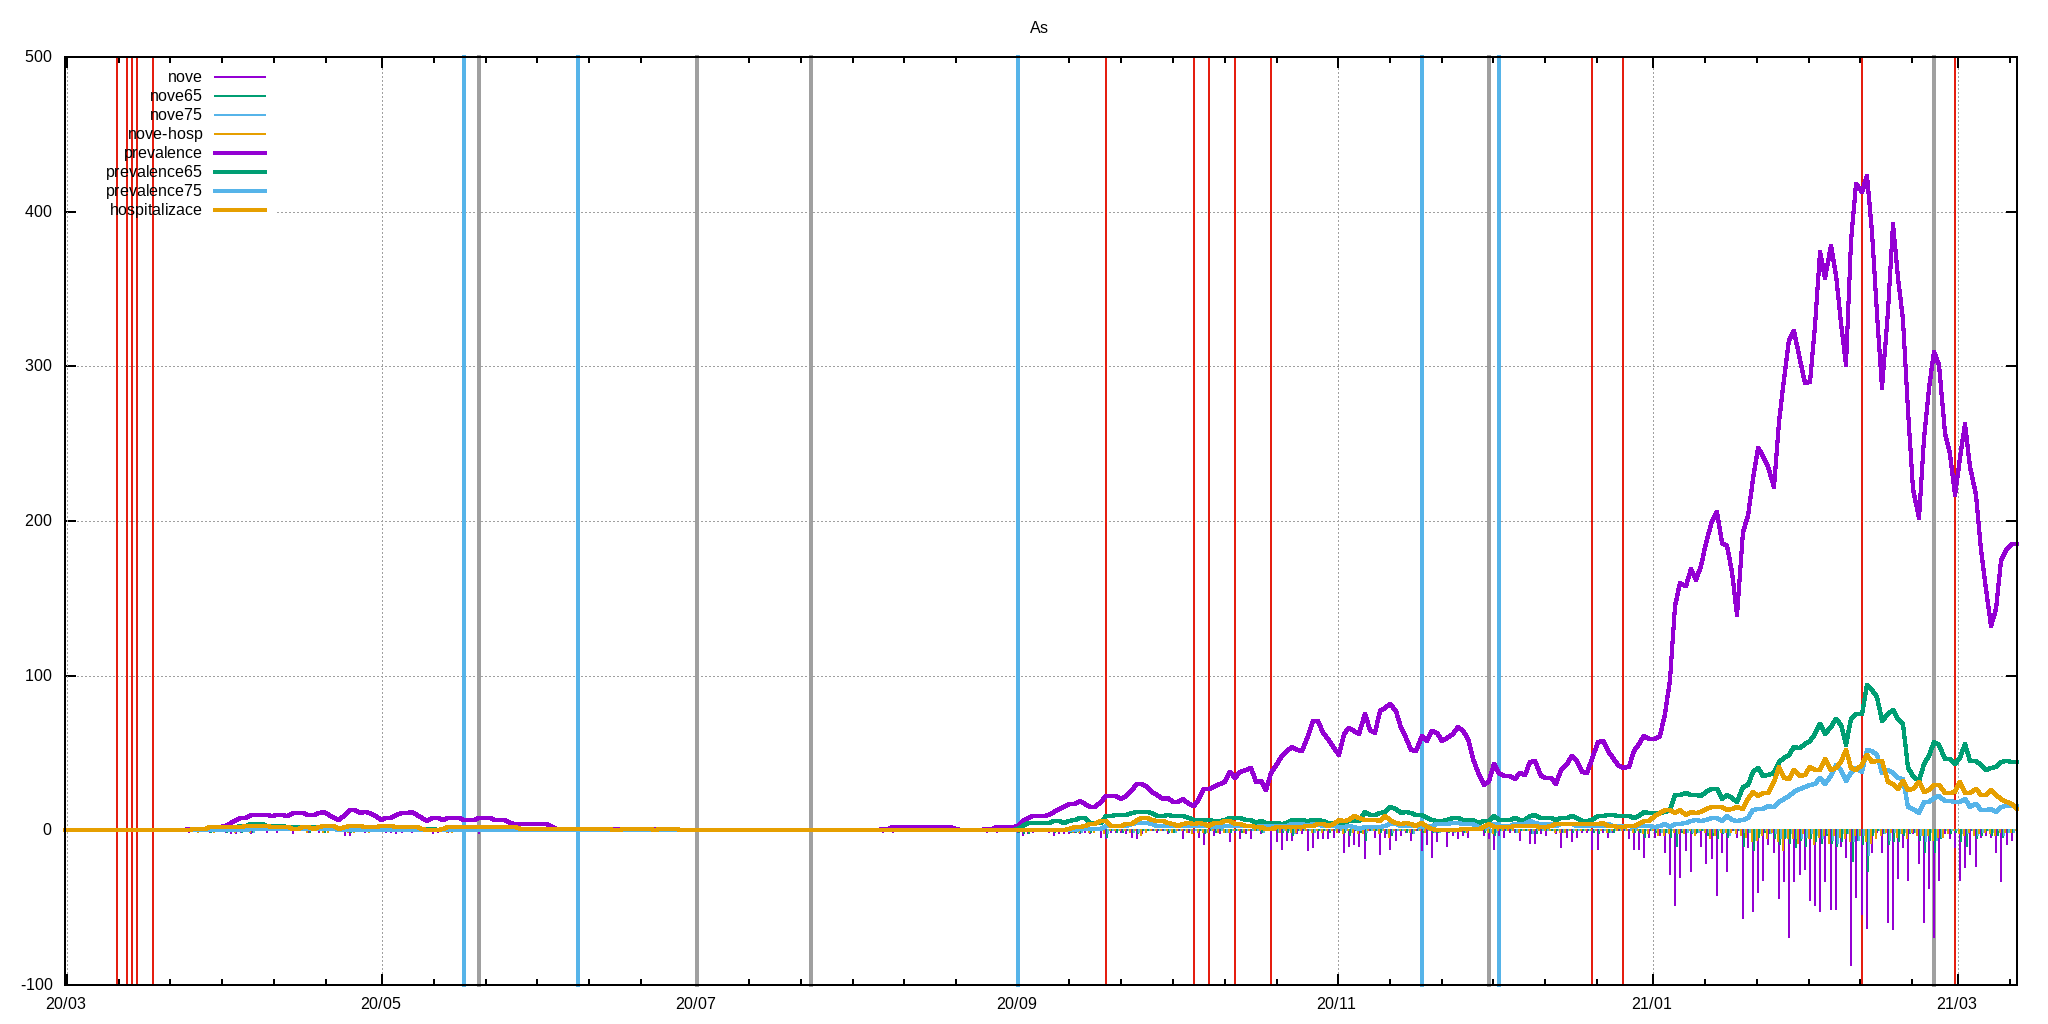 As
500
nove
nove65
nove75
nove-hosp
prevalence
prevalence65
prevalence75
hospitalizace
400
300
200
100
0
-100
20/03 20/05 20/07 20/09 20/11 21/01 21/03